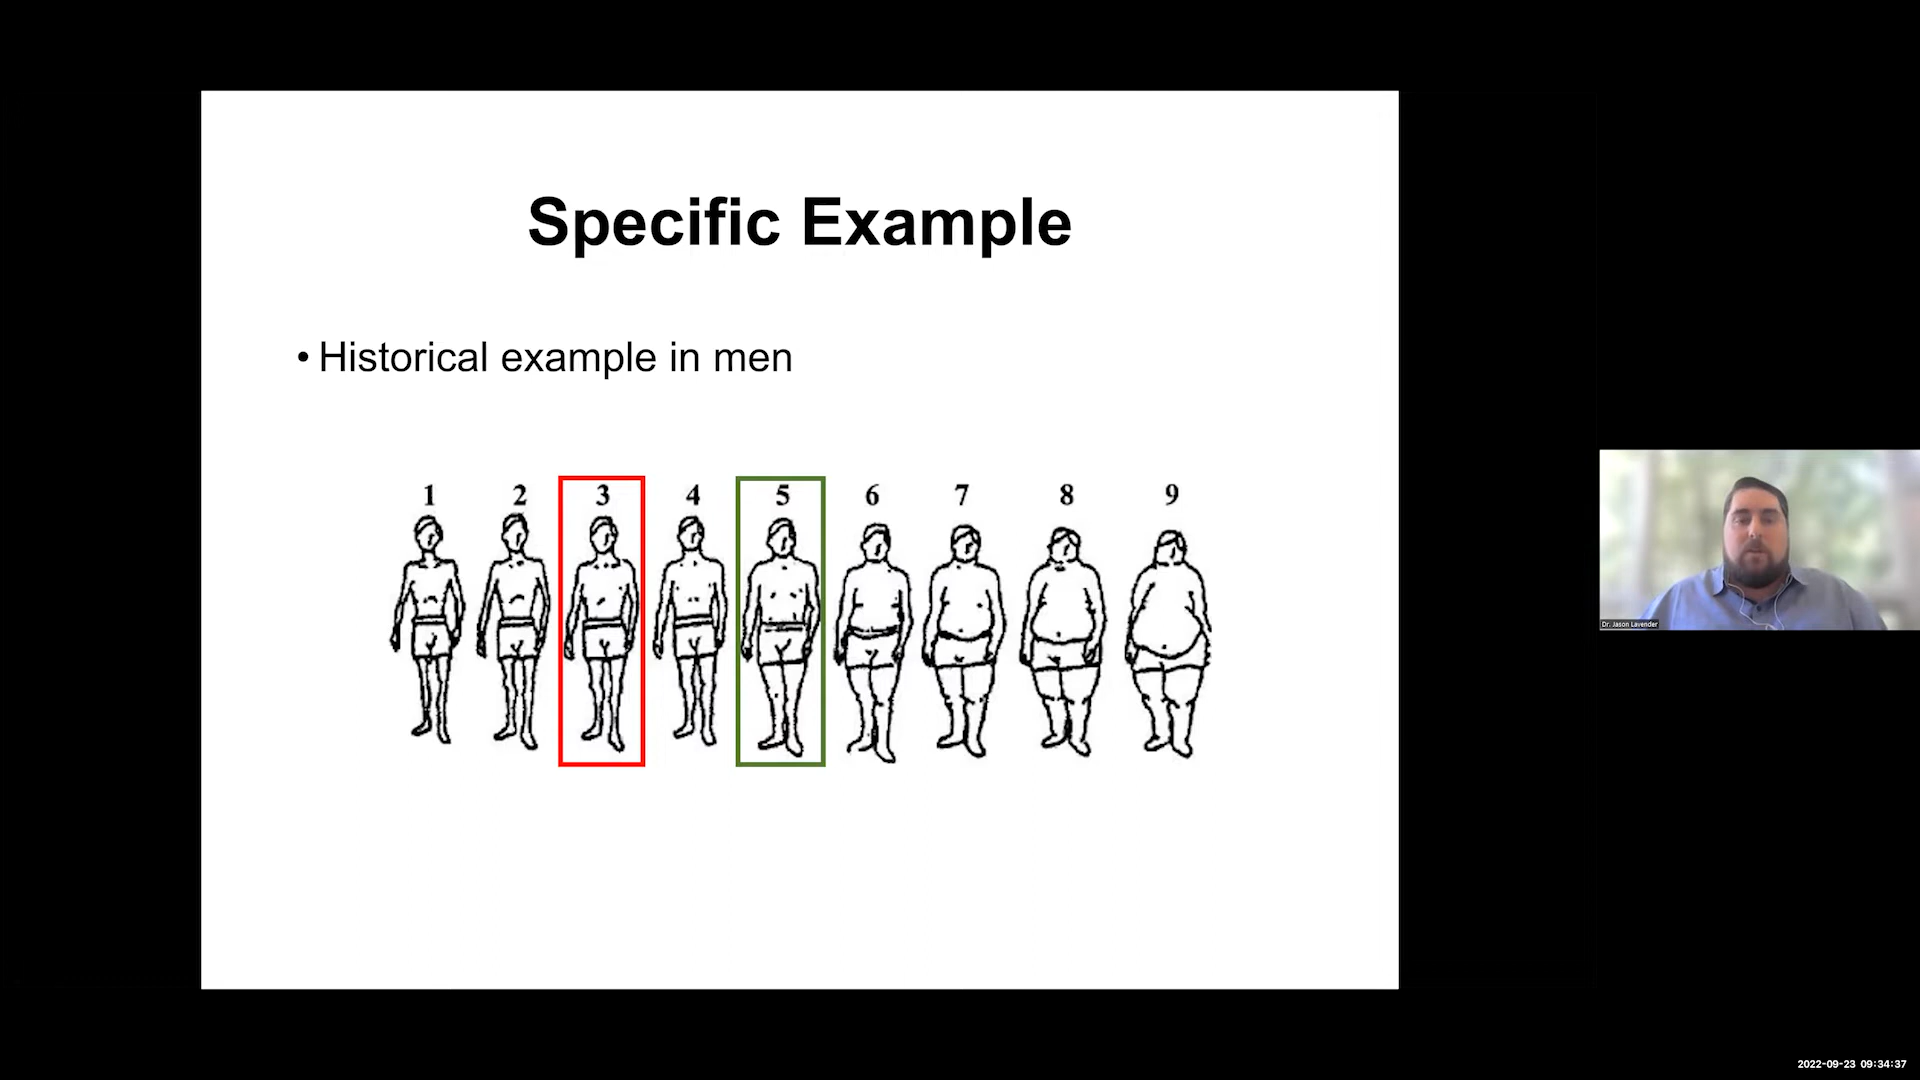 Specific Example
• Historical example in men
1 2 3 4 5 6 7 8 9
Dr. Jason Lavender
2022-09-23 09:34:37